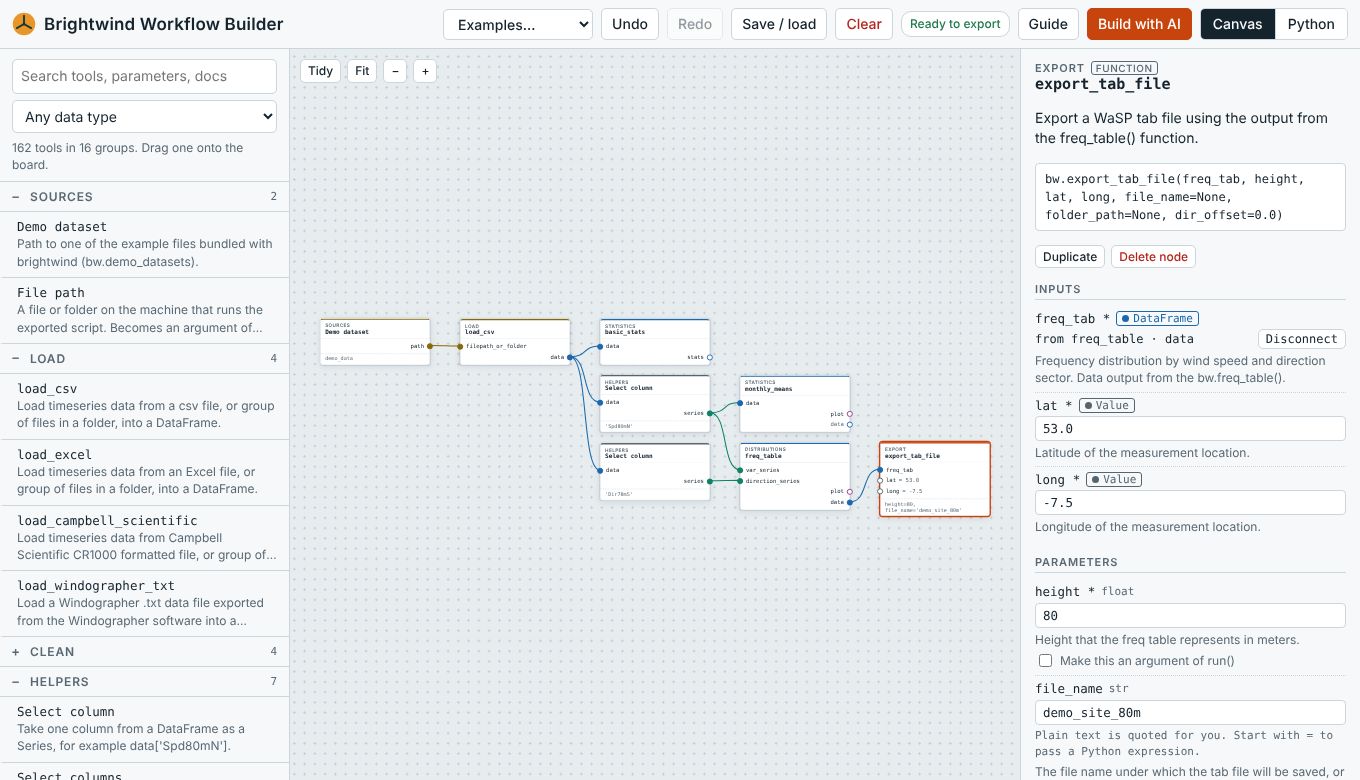 Brightwind Workflow Builder
Examples...
Undo
Redo
Save / load
Clear
Ready to export
Guide
Build with AI
Canvas
Python
Search tools, parameters, docs
Any data type
162 tools in 16 groups. Drag one onto the
board.
− SOURCES 2
Demo dataset
Path to one of the example files bundled with
brightwind (bw.demo_datasets).
File path
A file or folder on the machine that runs the
exported script. Becomes an argument of...
− LOAD 4
load_csv
Load timeseries data from a csv file, or group
of files in a folder, into a DataFrame.
load_excel
Load timeseries data from an Excel file, or
group of files in a folder, into a DataFrame.
load_campbell_scientific
Load timeseries data from Campbell
Scientific CR1000 formatted file, or group of...
load_windographer_txt
Load a Windographer .txt data file exported
from the Windographer software into a...
+ CLEAN 4
− HELPERS 7
Select column
Take one column from a DataFrame as a
Series, for example data['Spd80mN'].
Select columns
Tidy
Fit
−
+
SOURCES
Demo dataset
path
demo_data
LOAD
load_csv
filepath_or_folder
data
STATISTICS
basic_stats
data
stats
HELPERS
Select column
data
series
'Spd80mN'
STATISTICS
monthly_means
data
plot
data
HELPERS
Select column
data
series
'Dir78mS'
DISTRIBUTIONS
freq_table
var_series
direction_series
plot
data
EXPORT
export_tab_file
freq_tab
lat = 53.0
long = -7.5
height=80,
file_name='demo_site_80m'
EXPORT FUNCTION
export_tab_file
Export a WaSP tab file using the output from
the freq_table() function.
bw.export_tab_file(freq_tab, height,
lat, long, file_name=None,
folder_path=None, dir_offset=0.0)
Duplicate
Delete node
INPUTS
freq_tab * DataFrame
from freq_table · data
Disconnect
Frequency distribution by wind speed and direction
sector. Data output from the bw.freq_table().
lat * Value
53.0
Latitude of the measurement location.
long * Value
-7.5
Longitude of the measurement location.
PARAMETERS
height * float
80
Height that the freq table represents in meters.
Make this an argument of run()
file_name str
demo_site_80m
Plain text is quoted for you. Start with = to
pass a Python expression.
The file name under which the tab file will be saved, or